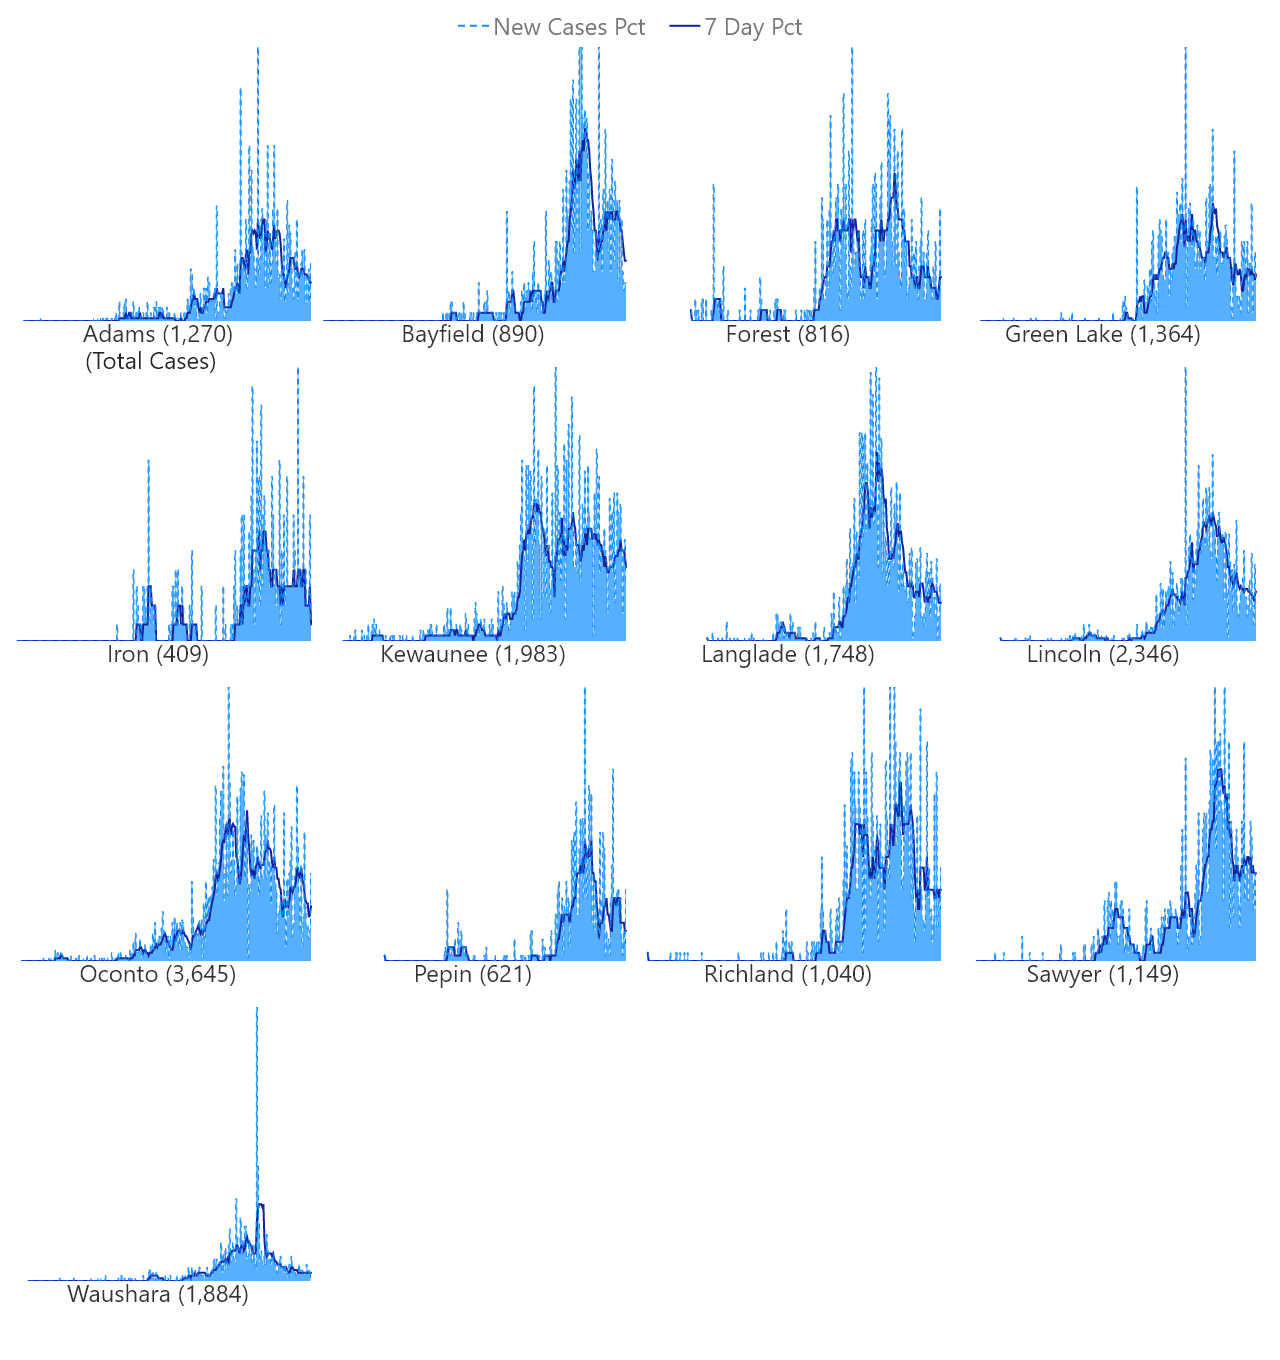 New Cases Pct 7 Day Pct
Adams (1,270)
(Total Cases)
Bayfield (890)
Forest (816)
Green Lake (1,364)
Iron (409)
Kewaunee (1,983)
Langlade (1,748)
Lincoln (2,346)
Oconto (3,645)
Pepin (621)
Richland (1,040)
Sawyer (1,149)
Waushara (1,884)